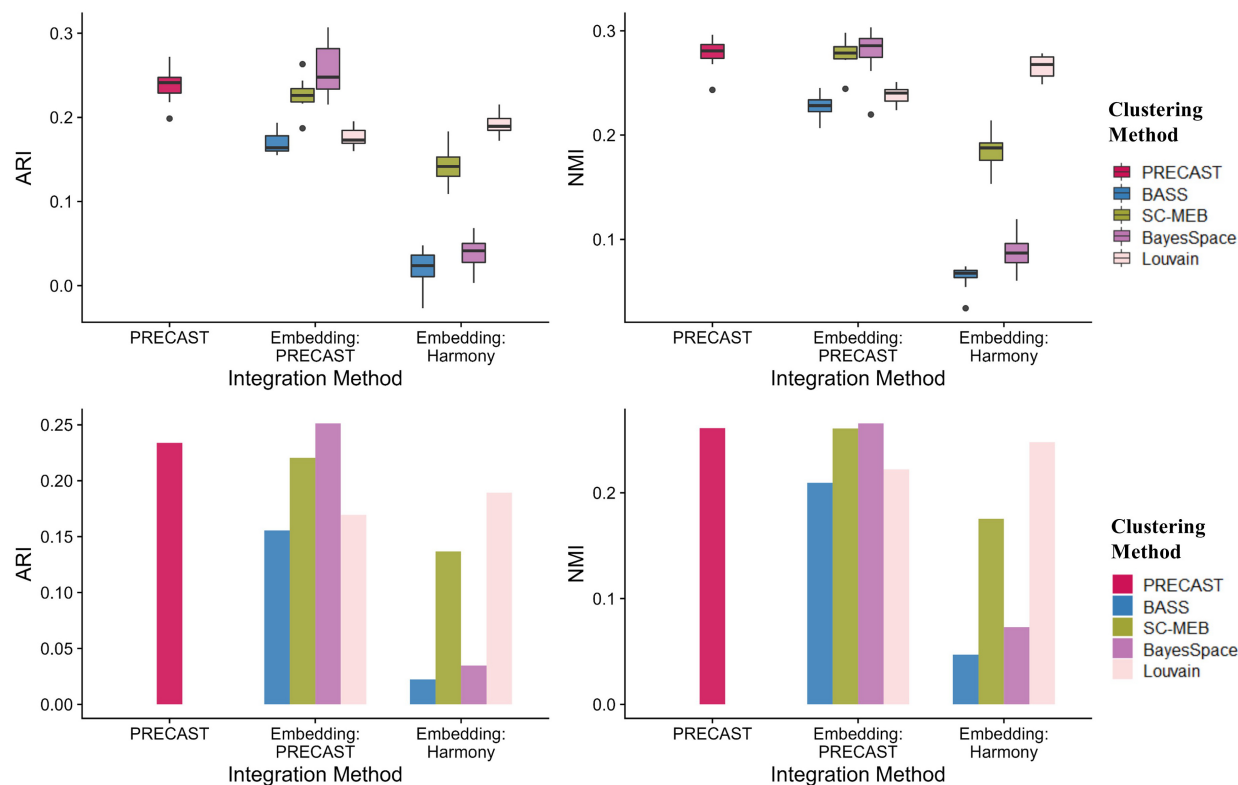 ARI
0.3
0.2
0.1
0.0
PRECAST
Embedding:
PRECAST
Embedding:
Harmony
Integration Method
NMI
0.3
0.2
0.1
PRECAST
Embedding:
PRECAST
Embedding:
Harmony
Integration Method
Clustering
Method
PRECAST
BASS
SC-MEB
BayesSpace
Louvain
ARI
0.25
0.20
0.15
0.10
0.05
0.00
PRECAST
Embedding:
PRECAST
Embedding:
Harmony
Integration Method
NMI
0.2
0.1
0.0
PRECAST
Embedding:
PRECAST
Embedding:
Harmony
Integration Method
Clustering
Method
PRECAST
BASS
SC-MEB
BayesSpace
Louvain